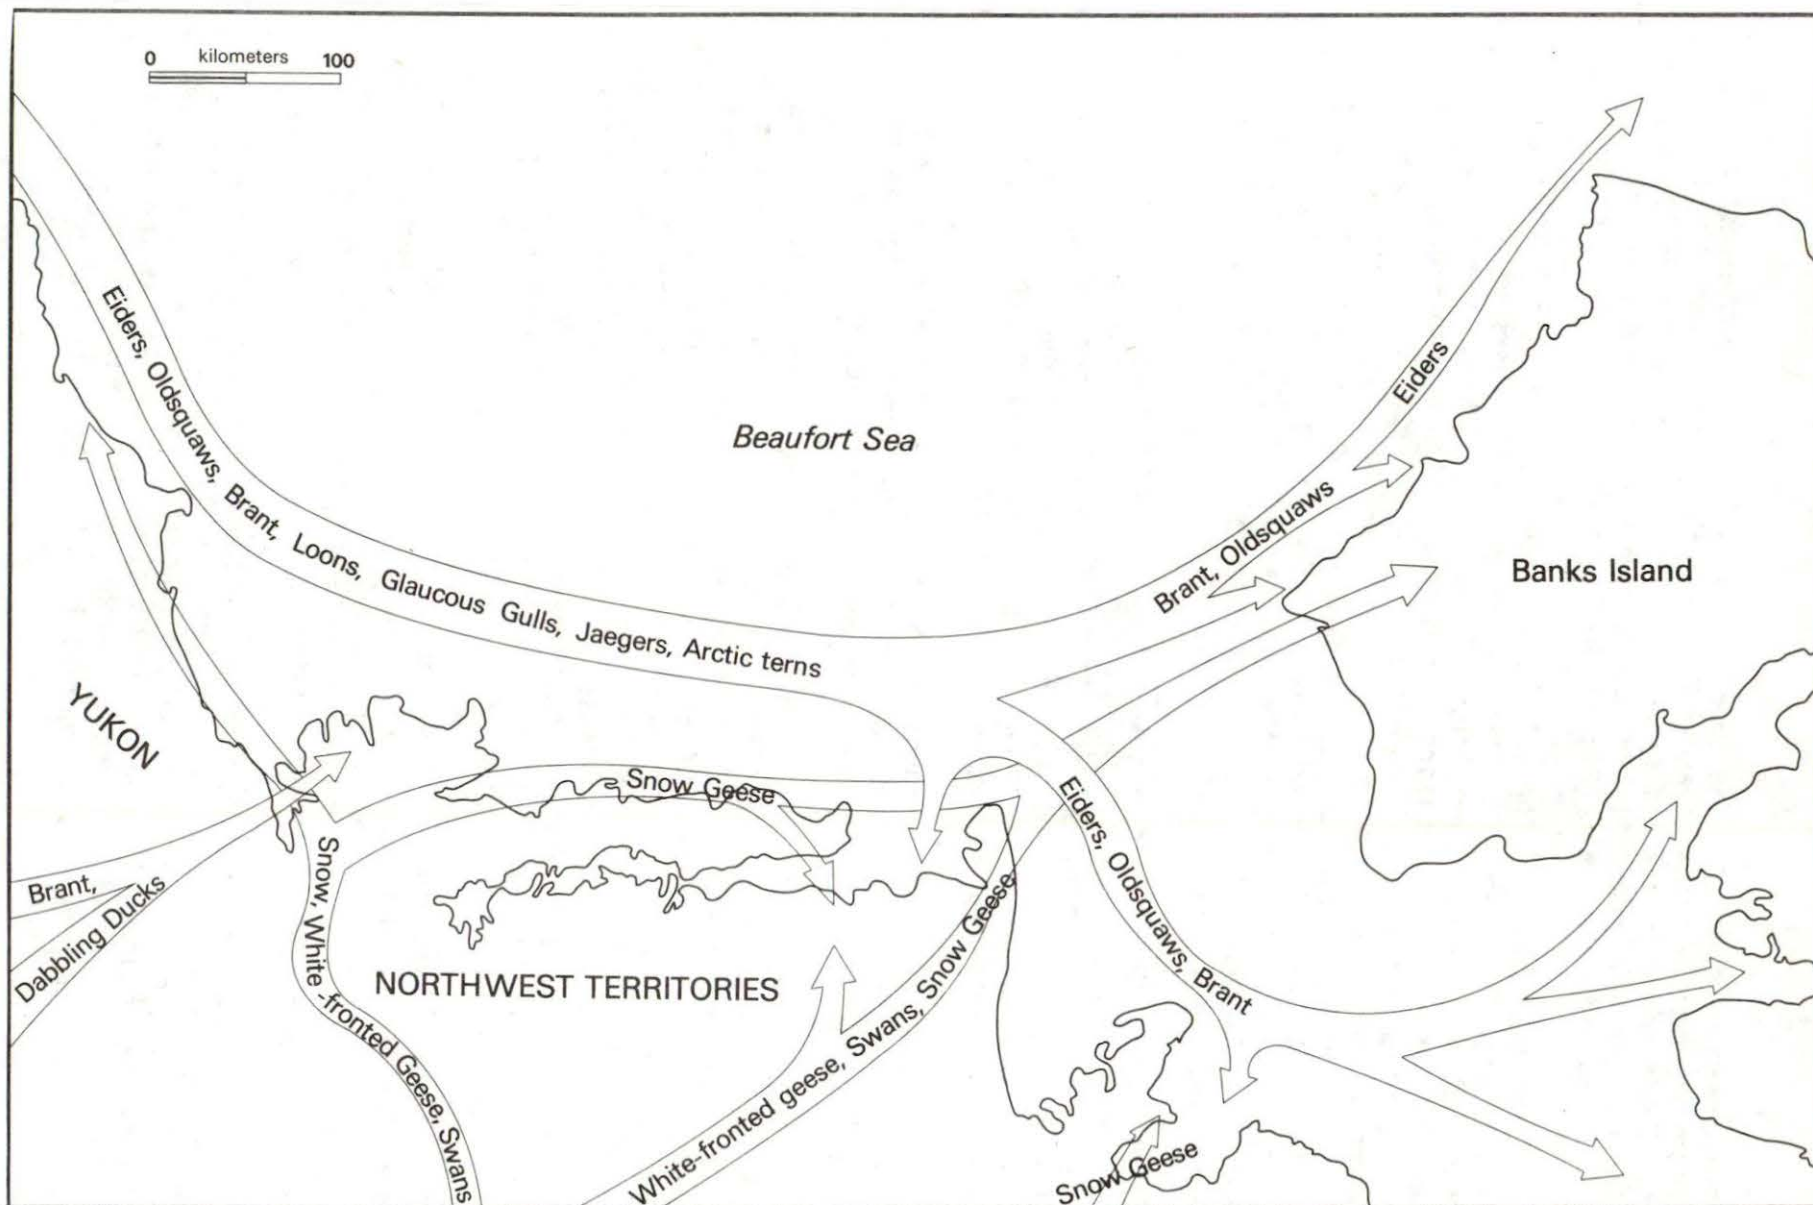 0 kilometers 100
Eiders, Oldsquaws, Brant, Loons, Glaucous Gulls, Jaegers, Arctic terns
Beaufort Sea
Eiders
Brant, Oldsquaws
Banks Island
YUKON
Snow Geese
Eiders, Oldsquaws, Brant
Brant,
Dabbling Ducks
Snow, White-fronted Geese, Swans
NORTHWEST TERRITORIES
White-fronted geese, Swans, Snow Geese
Snow Geese